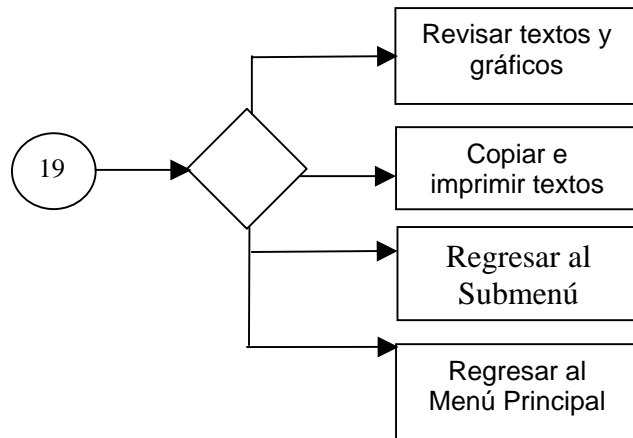 Revisar textos y
gráficos
19
Copiar e
imprimir textos
Regresar al
Submenú
Regresar al
Menú Principal